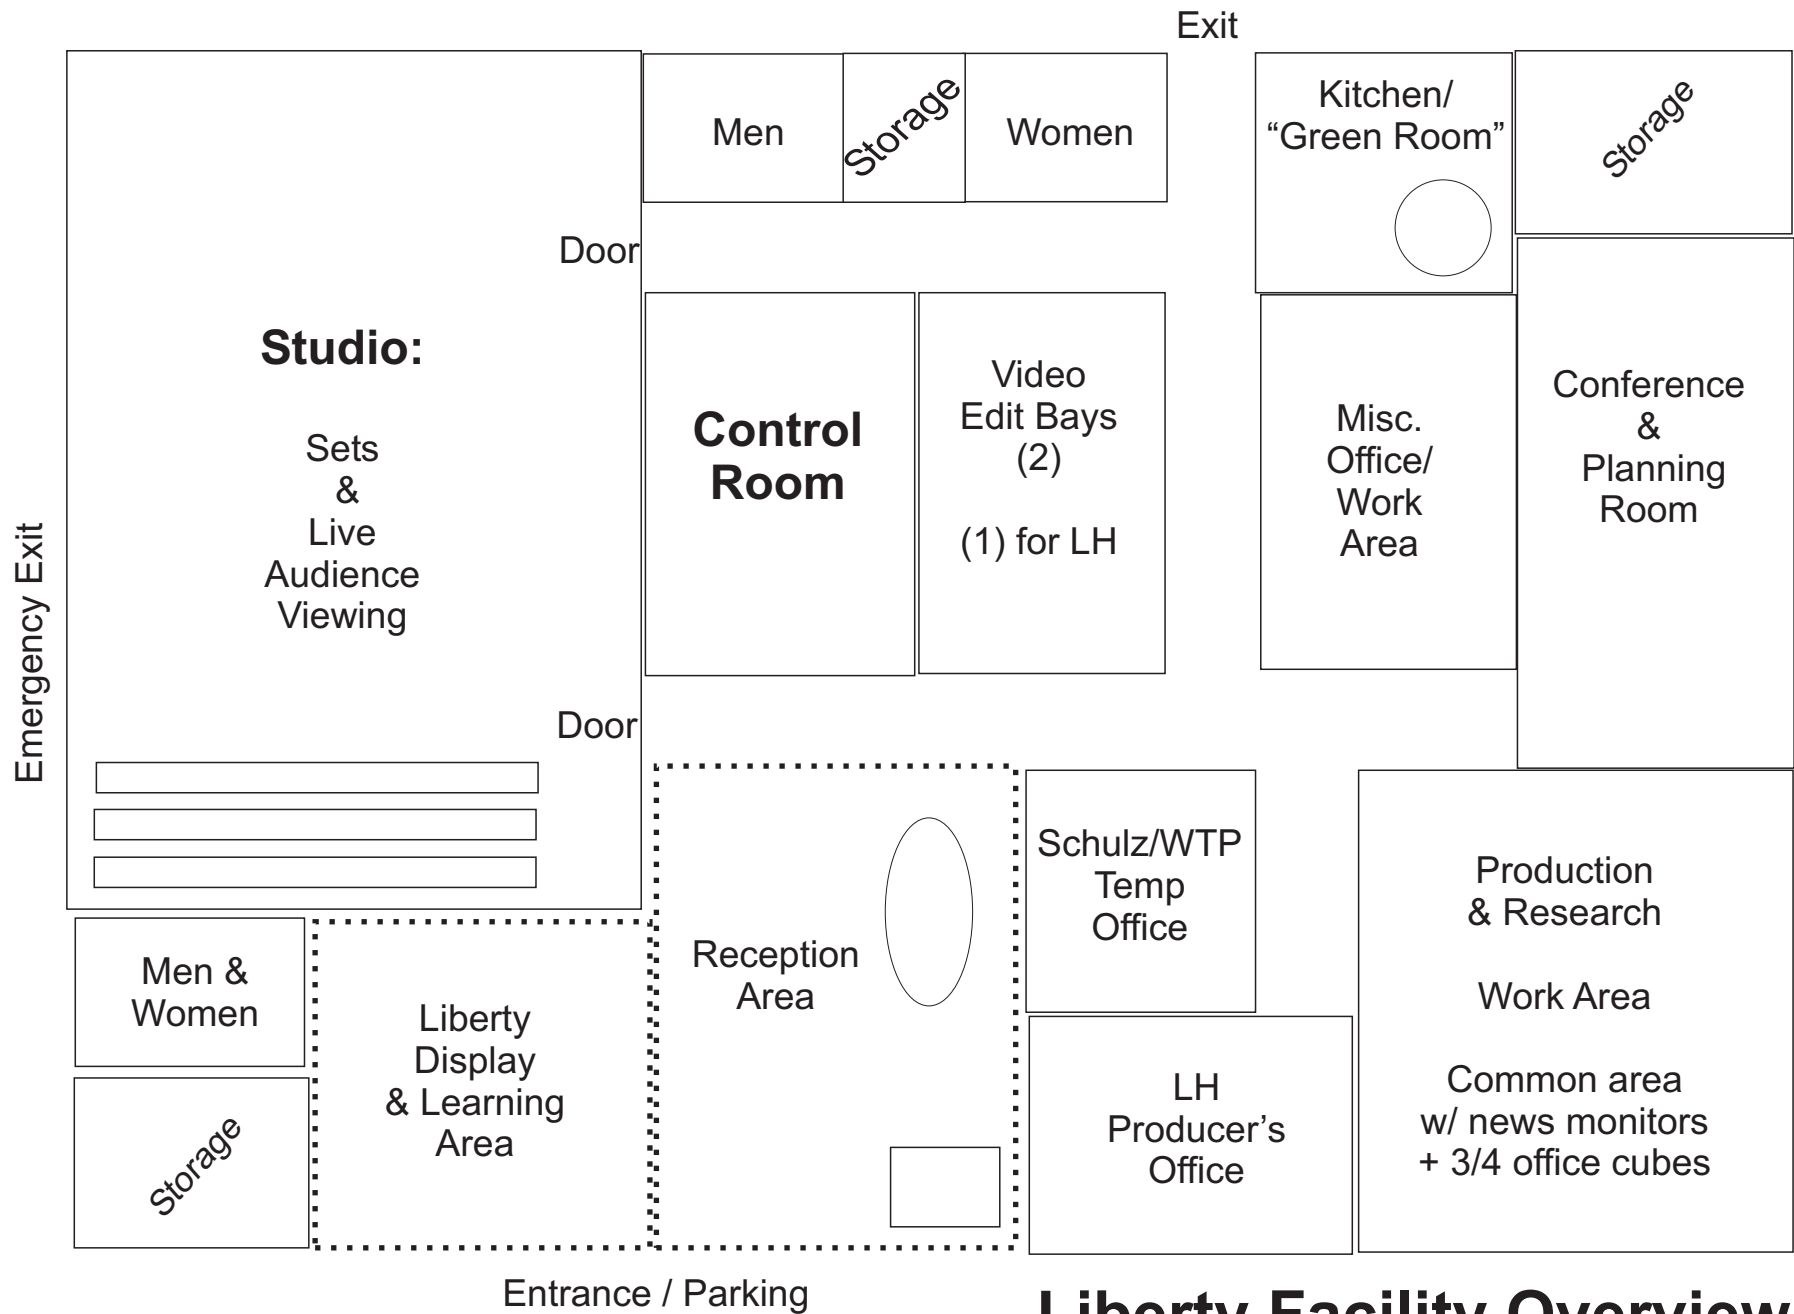 Exit
Men
Storage
Women
Kitchen/
“Green Room”
Storage
Door
Studio:
Sets
&
Live
Audience
Viewing
Emergency Exit
Control
Room
Video
Edit Bays
(2)
(1) for LH
Misc.
Office/
Work
Area
Conference
&
Planning
Room
Door
Men &
Women
Storage
Liberty
Display
& Learning
Area
Reception
Area
Schulz/WTP
Temp
Office
LH
Producer’s
Office
Production
& Research
Work Area
Common area
w/ news monitors
+ 3/4 office cubes
Entrance / Parking
Liberty Facility Overview